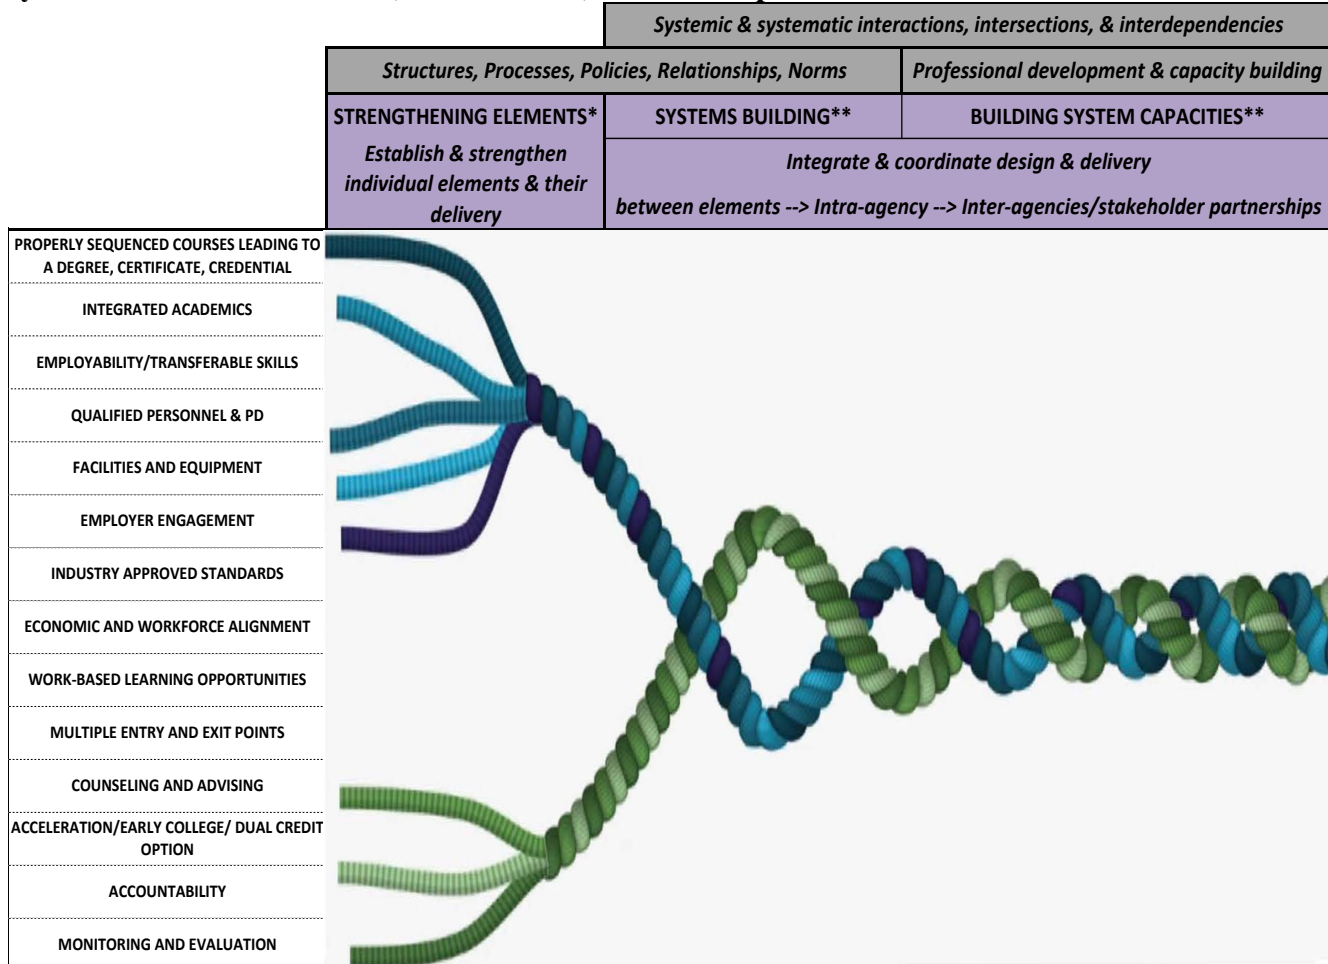 Systemic & systematic interactions, intersections, & interdependencies
Structures, Processes, Policies, Relationships, Norms
Professional development & capacity building
STRENGTHENING ELEMENTS*
SYSTEMS BUILDING**
BUILDING SYSTEM CAPACITIES**
Establish & strengthen
individual elements & their
delivery
Integrate & coordinate design & delivery
between elements --> Intra-agency --> Inter-agencies/stakeholder partnerships
PROPERLY SEQUENCED COURSES LEADING TO
A DEGREE, CERTIFICATE, CREDENTIAL
INTEGRATED ACADEMICS
EMPLOYABILITY/TRANSFERABLE SKILLS
QUALIFIED PERSONNEL & PD
FACILITIES AND EQUIPMENT
EMPLOYER ENGAGEMENT
INDUSTRY APPROVED STANDARDS
ECONOMIC AND WORKFORCE ALIGNMENT
WORK-BASED LEARNING OPPORTUNITIES
MULTIPLE ENTRY AND EXIT POINTS
COUNSELING AND ADVISING
ACCELERATION/EARLY COLLEGE/ DUAL CREDIT
OPTION
ACCOUNTABILITY
MONITORING AND EVALUATION